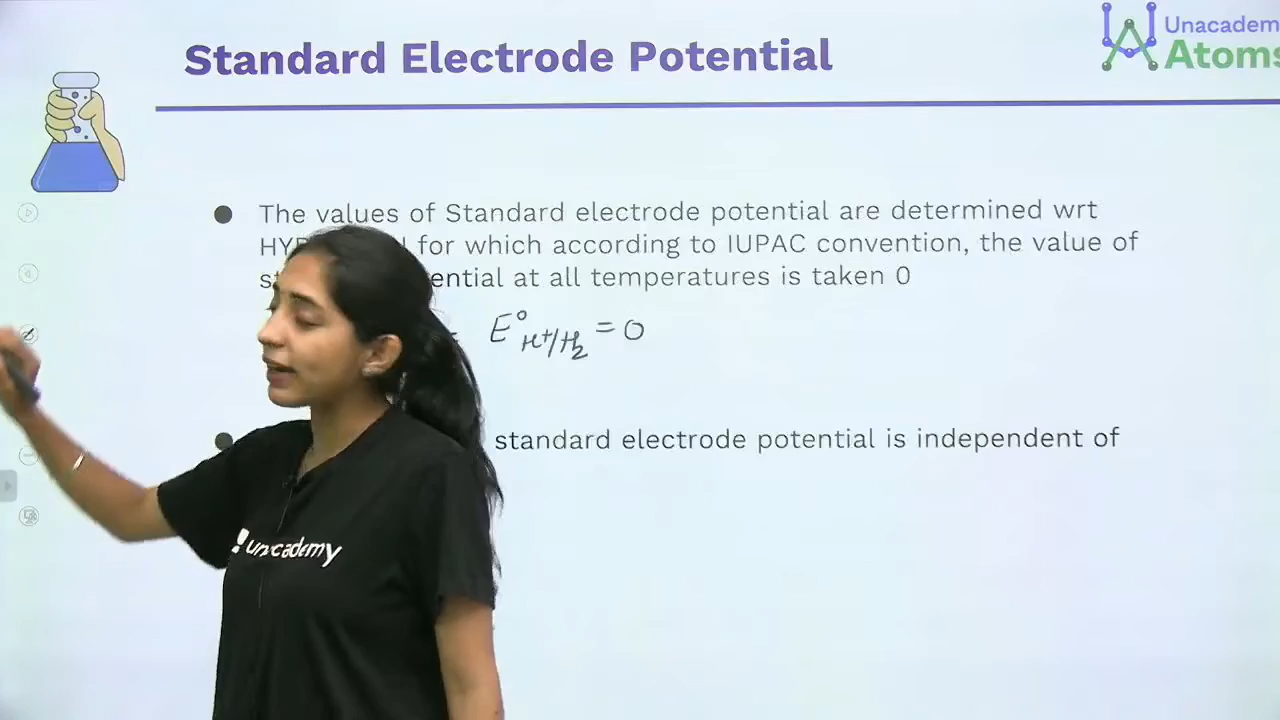 Standard Electrode Potential
Unacadem
Atoms
The values of Standard electrode potential are determined wrt
for which according to IUPAC convention, the value of
at all temperatures is taken 0
E° H+/H2 = 0
standard electrode potential is independent of
unacademy